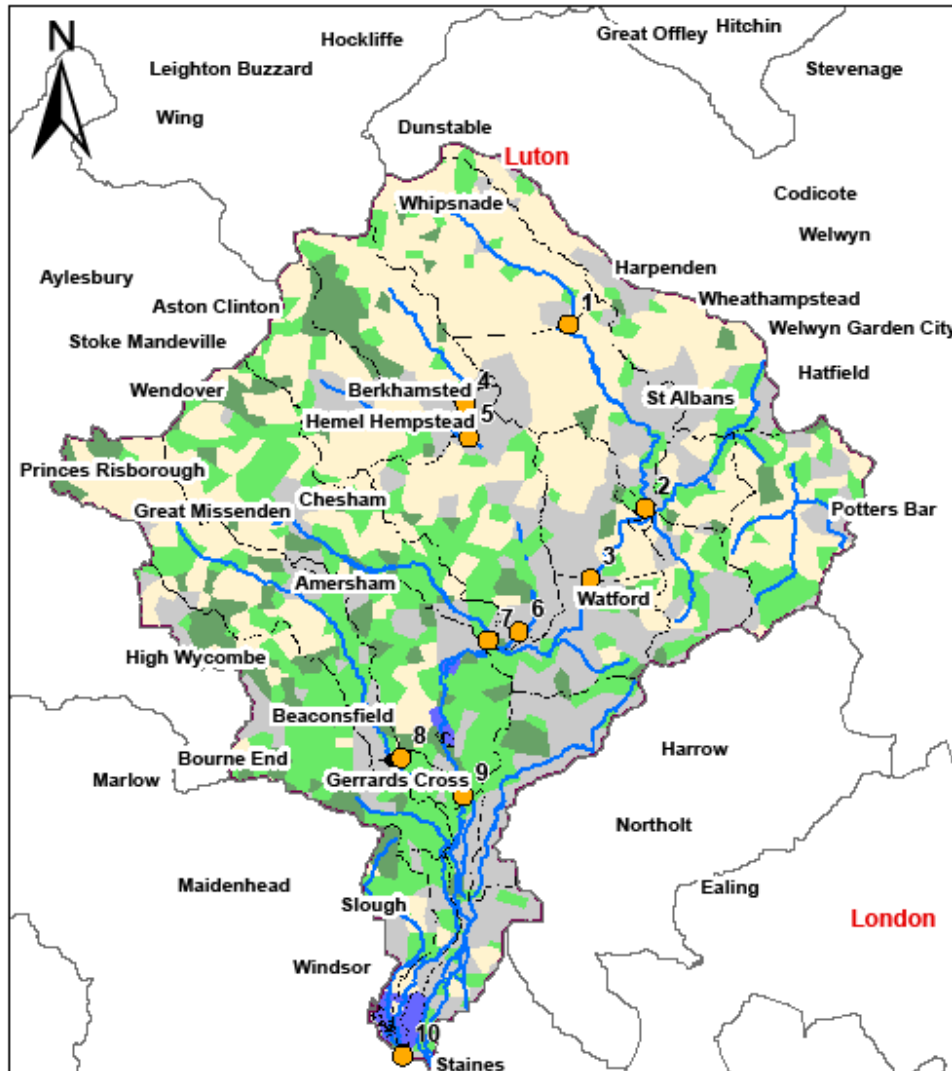 N
Hockliffe
Great Offley
Hitchin
Leighton Buzzard
Stevenage
Wing
Dunstable
Luton
Codicote
Whipsnade
Welwyn
Harpenden
Aylesbury
Aston Clinton
Wheathampstead
1
Welwyn Garden City
Stoke Mandeville
Hatfield
4
Wendover
Berkhamsted
St Albans
5
Hemel Hempstead
Princes Risborough
2
Chesham
Great Missenden
Potters Bar
3
Amersham
Watford
6
7
High Wycombe
Beaconsfield
8
Harrow
Bourne End
9
Marlow
Gerrards Cross
Northolt
Maidenhead
Ealing
Slough
London
Windsor
10
Staines